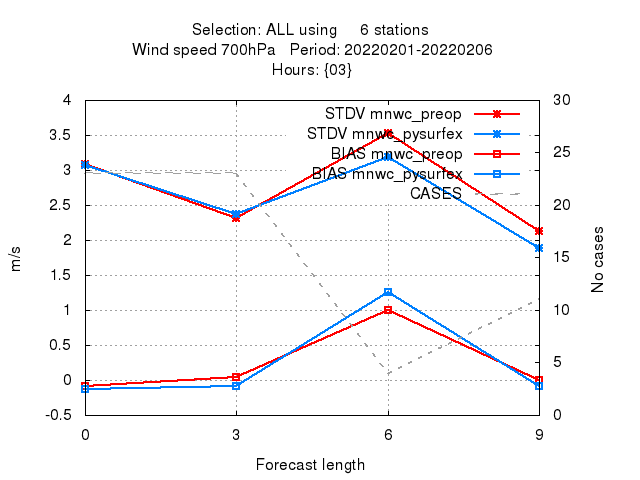 Selection: ALL using 6 stations
Wind speed 700hPa Period: 20220201-20220206
Hours: {03}
4
3.5
3
2.5
2
1.5
1
0.5
0
-0.5
30
25
20
15
10
5
0
STDV mnwc_preop
STDV mnwc_pysurfex
BIAS mnwc_preop
BIAS mnwc_pysurfex
CASES
m/s
No cases
0 3 6 9
Forecast length